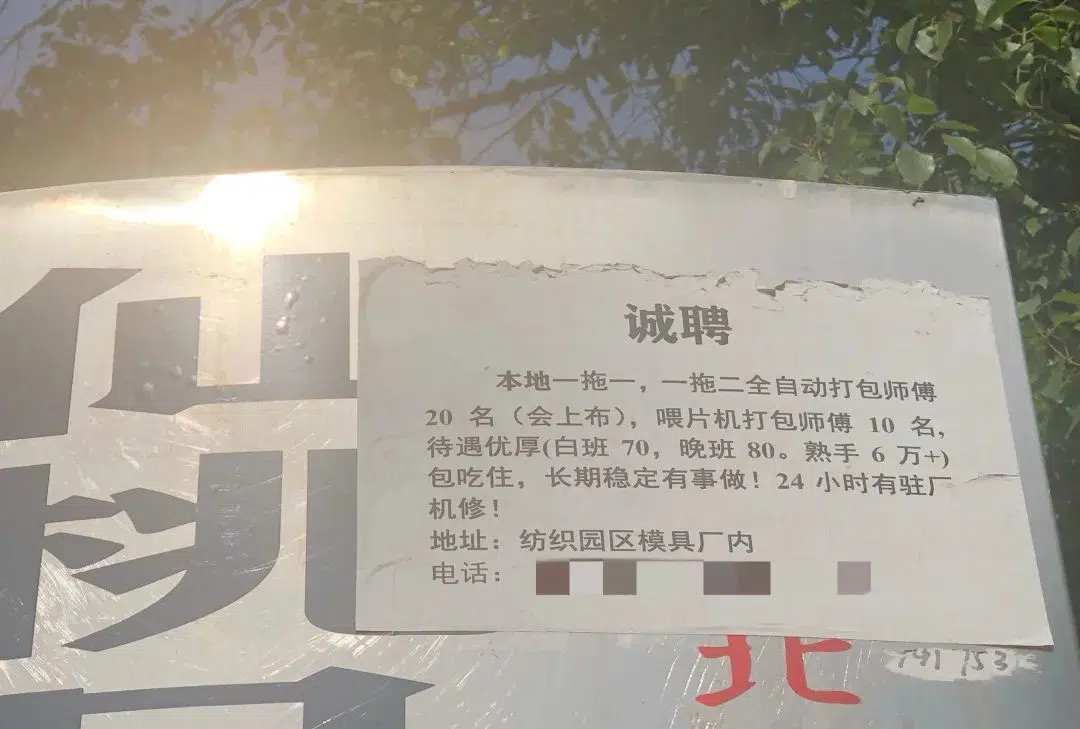 诚聘
本地一拖一，一拖二全自动打包师傅
20 名（会上布），喂片机打包师傅 10 名，
待遇优厚(白班 70，晚班 80。熟手 6 万+)
包吃住，长期稳定有事做！24 小时有驻厂
机修！
地址：纺织园区模具厂内
电话：
北